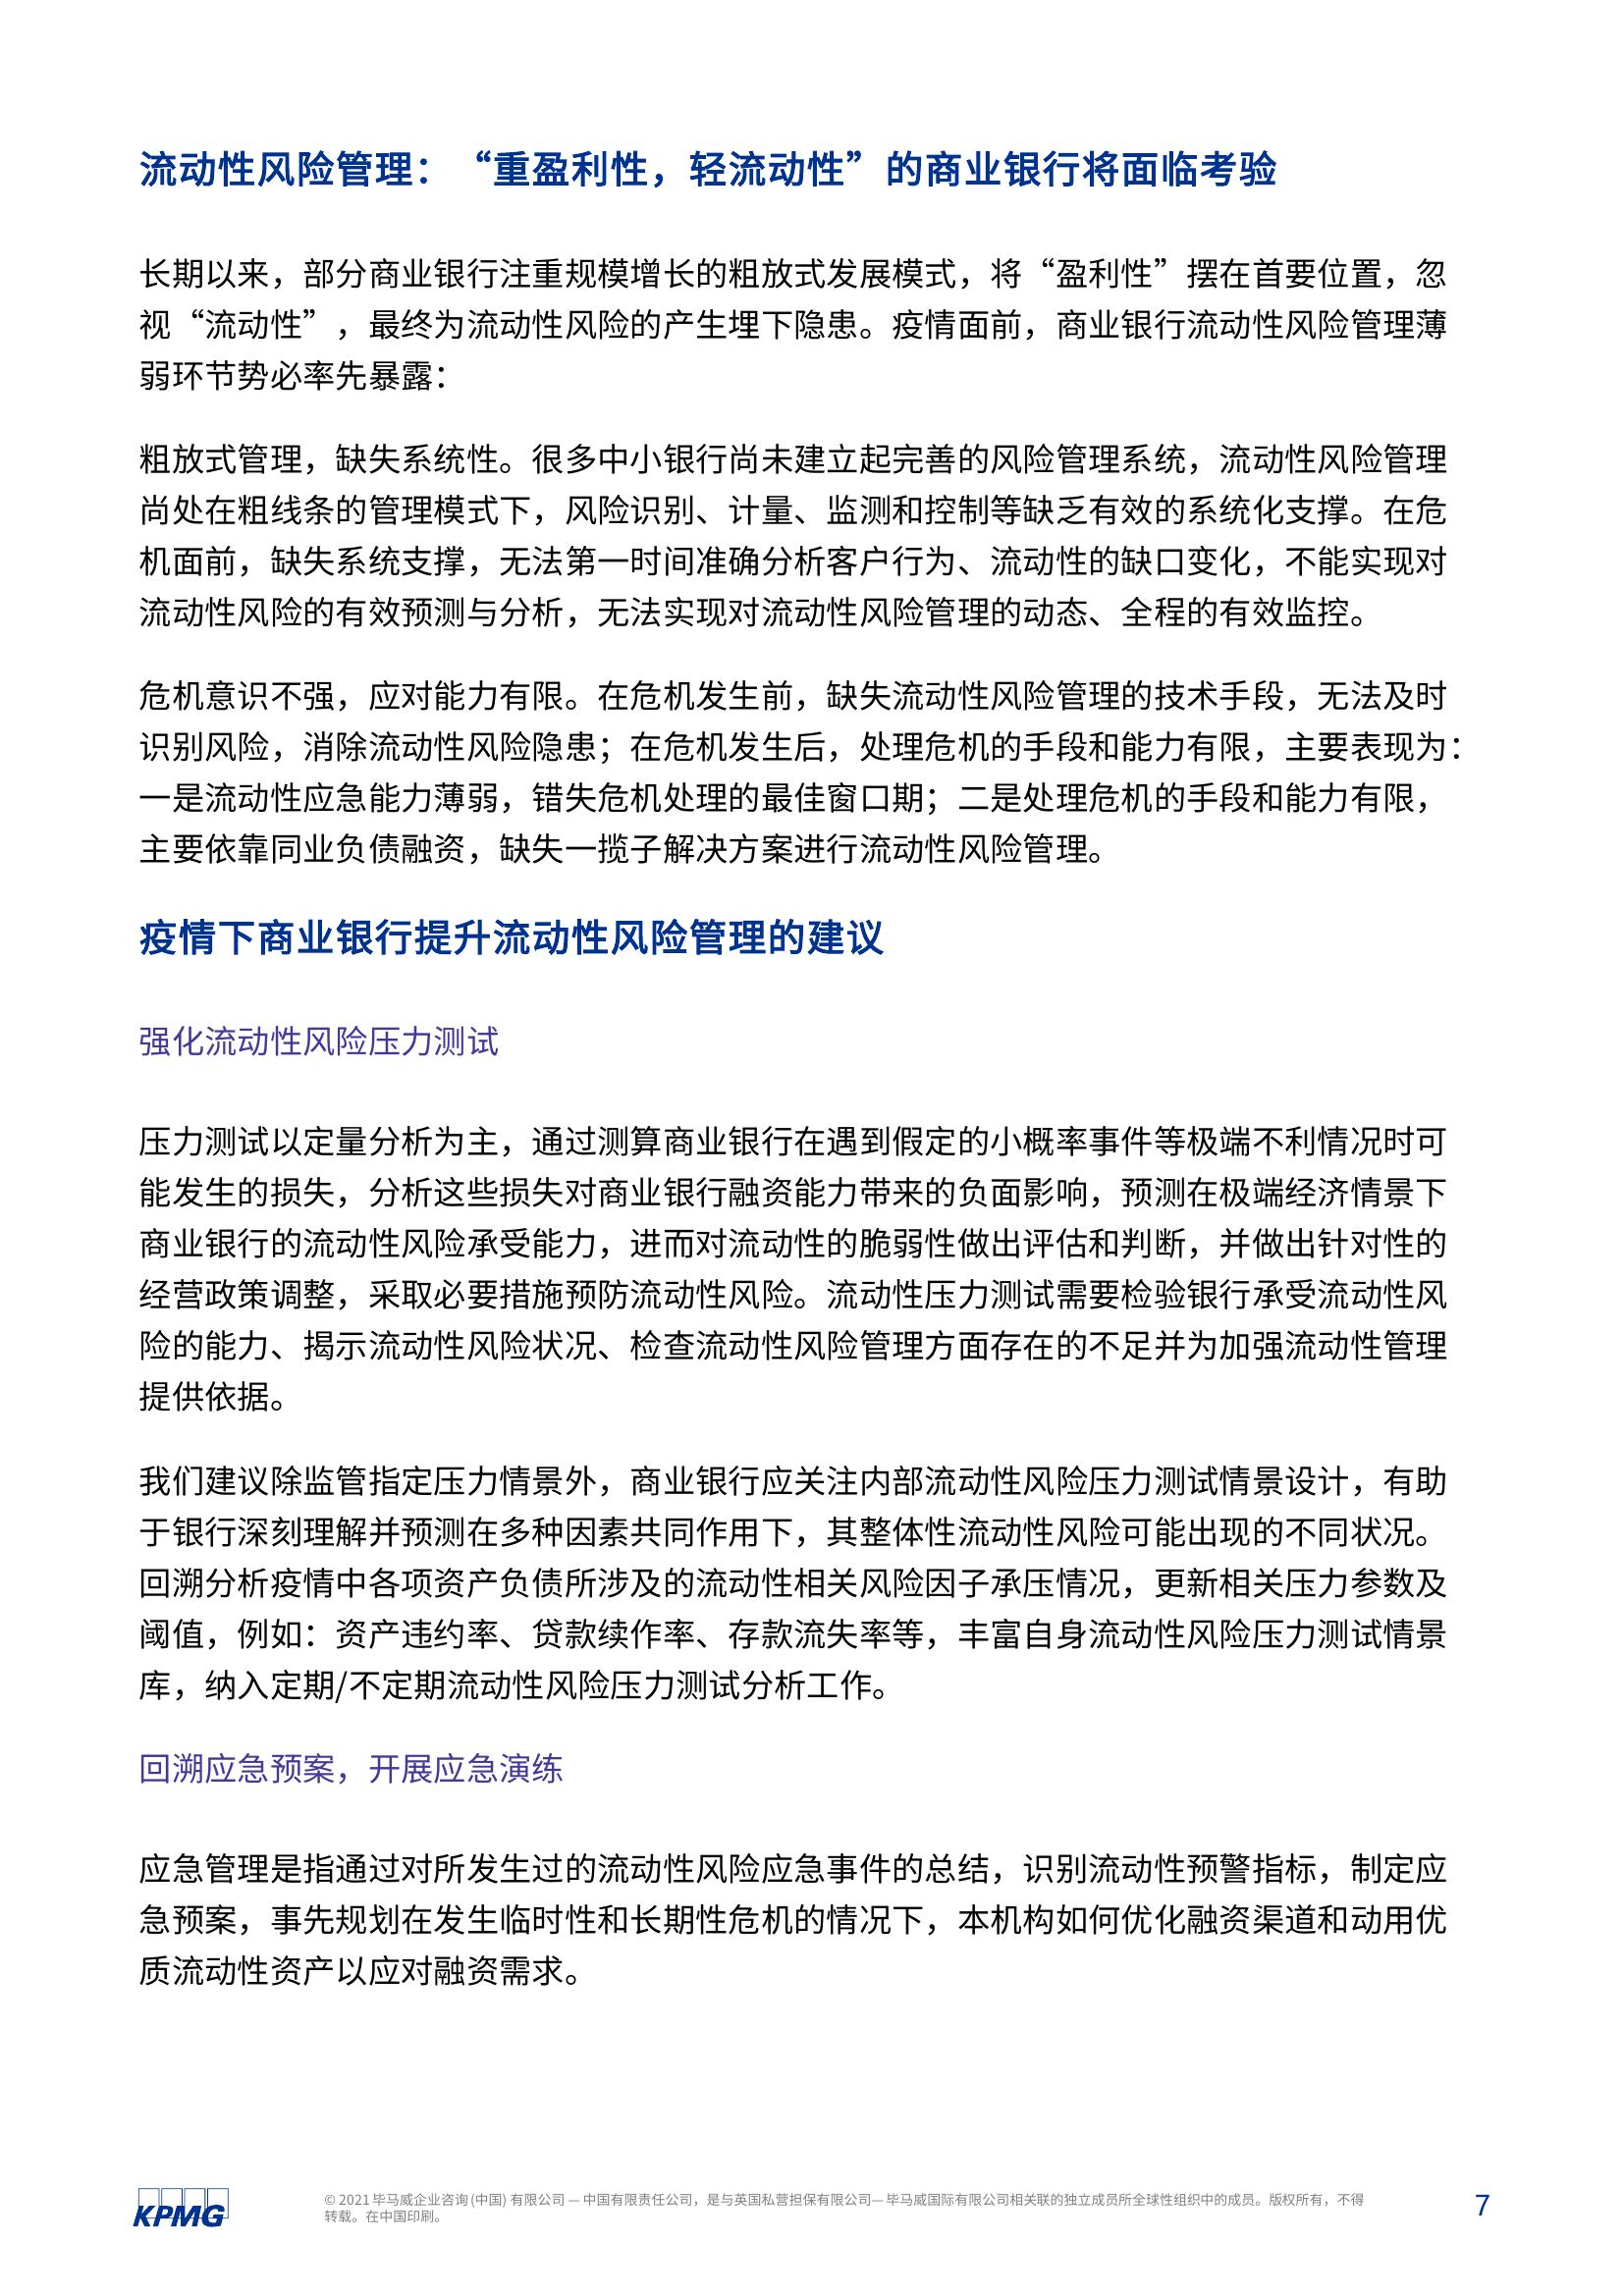 流动性风险管理：“重盈利性，轻流动性”的商业银行将面临考验
长期以来，部分商业银行注重规模增长的粗放式发展模式，将“盈利性”摆在首要位置，忽
视“流动性”，最终为流动性风险的产生埋下隐患。疫情面前，商业银行流动性风险管理薄
弱环节势必率先暴露：
粗放式管理，缺失系统性。很多中小银行尚未建立起完善的风险管理系统，流动性风险管理
尚处在粗线条的管理模式下，风险识别、计量、监测和控制等缺乏有效的系统化支撑。在危
机面前，缺失系统支撑，无法第一时间准确分析客户行为、流动性的缺口变化，不能实现对
流动性风险的有效预测与分析，无法实现对流动性风险管理的动态、全程的有效监控。
危机意识不强，应对能力有限。在危机发生前，缺失流动性风险管理的技术手段，无法及时
识别风险，消除流动性风险隐患；在危机发生后，处理危机的手段和能力有限，主要表现为：
一是流动性应急能力薄弱，错失危机处理的最佳窗口期；二是处理危机的手段和能力有限，
主要依靠同业负债融资，缺失一揽子解决方案进行流动性风险管理。
疫情下商业银行提升流动性风险管理的建议
强化流动性风险压力测试
压力测试以定量分析为主，通过测算商业银行在遇到假定的小概率事件等极端不利情况时可
能发生的损失，分析这些损失对商业银行融资能力带来的负面影响，预测在极端经济情景下
商业银行的流动性风险承受能力，进而对流动性的脆弱性做出评估和判断，并做出针对性的
经营政策调整，采取必要措施预防流动性风险。流动性压力测试需要检验银行承受流动性风
险的能力、揭示流动性风险状况、检查流动性风险管理方面存在的不足并为加强流动性管理
提供依据。
我们建议除监管指定压力情景外，商业银行应关注内部流动性风险压力测试情景设计，有助
于银行深刻理解并预测在多种因素共同作用下，其整体性流动性风险可能出现的不同状况。
回溯分析疫情中各项资产负债所涉及的流动性相关风险因子承压情况，更新相关压力参数及
阈值，例如：资产违约率、贷款续作率、存款流失率等，丰富自身流动性风险压力测试情景
库，纳入定期/不定期流动性风险压力测试分析工作。
回溯应急预案，开展应急演练
应急管理是指通过对所发生过的流动性风险应急事件的总结，识别流动性预警指标，制定应
急预案，事先规划在发生临时性和长期性危机的情况下，本机构如何优化融资渠道和动用优
质流动性资产以应对融资需求。
KPMG
© 2021 毕马威企业咨询 (中国) 有限公司 — 中国有限责任公司，是与英国私营担保有限公司— 毕马威国际有限公司相关联的独立成员所全球性组织中的成员。版权所有，不得
转载。在中国印刷。
7